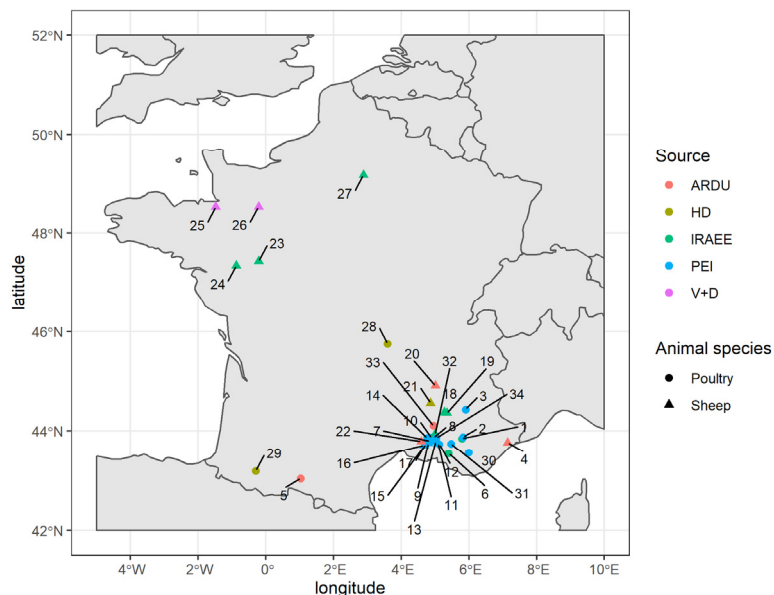 52°N
50°N
48°N
46°N
44°N
42°N
latitude
4°W
2°W
0°
2°E
4°E
6°E
8°E
10°E
longitude
27
25
26
23
24
28
20
32
19
33
21
18
3
34
14
10
8
2
1
22
7
4
16
17
12
30
29
5
15
9
11
6
31
13
Source
ARDU
HD
IRAEE
PEI
V+D
Animal species
Poultry
Sheep